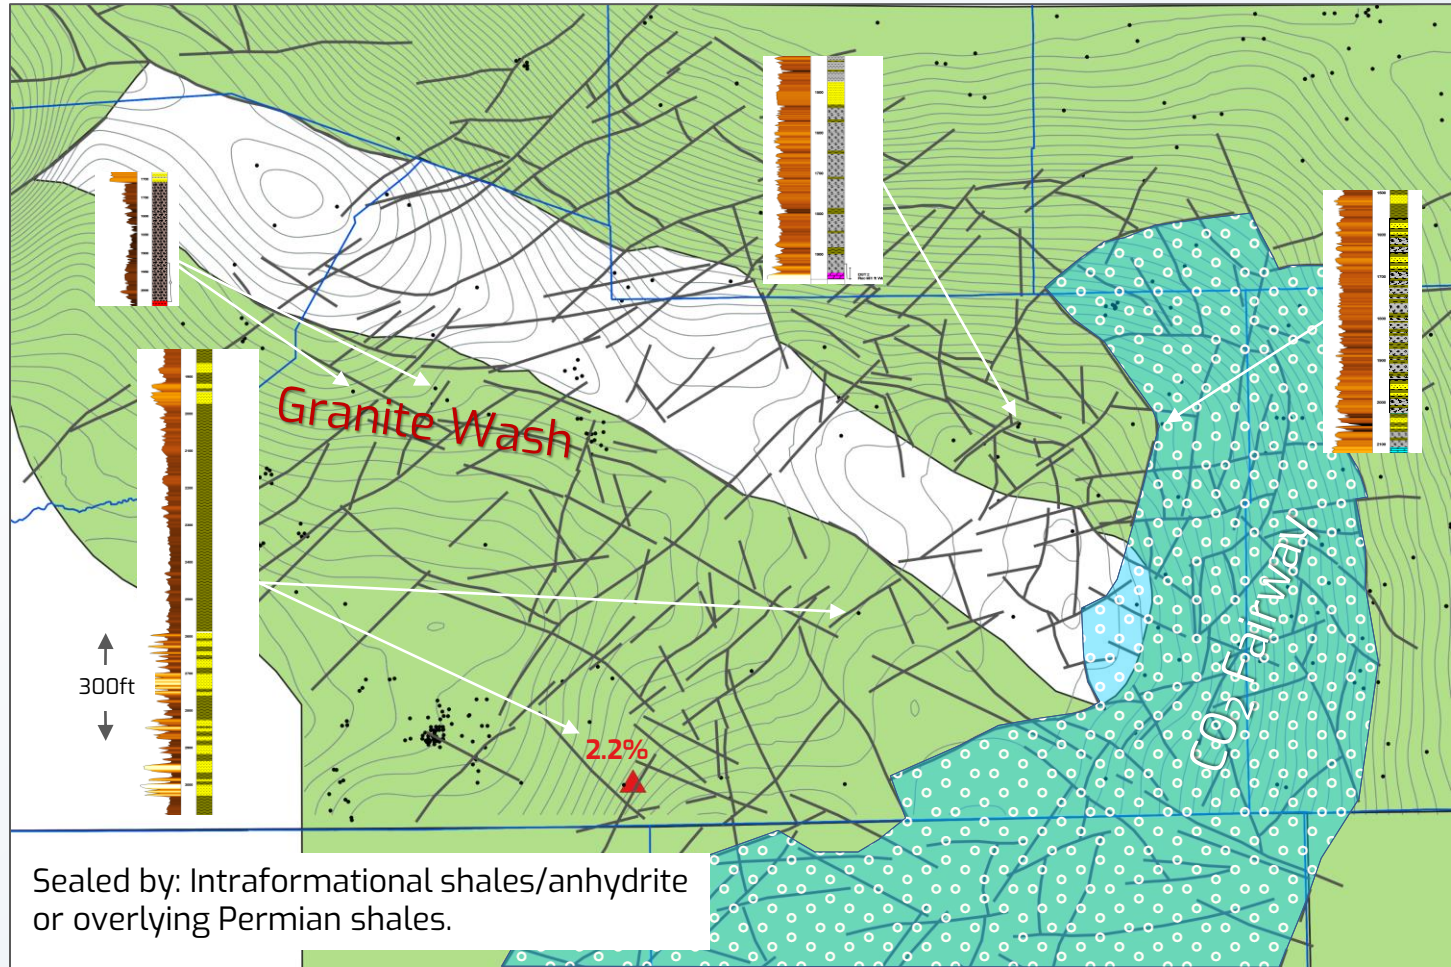 Granite Wash
300ft
2.2%
CO2 Fairway
Sealed by: Intraformational shales/anhydrite
or overlying Permian shales.